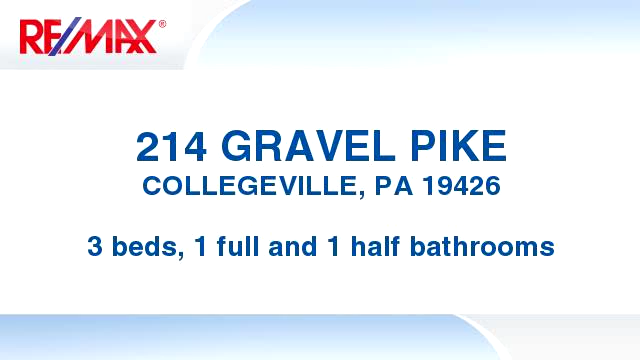 RE/MAX®
214 GRAVEL PIKE
COLLEGEVILLE, PA 19426
3 beds, 1 full and 1 half bathrooms